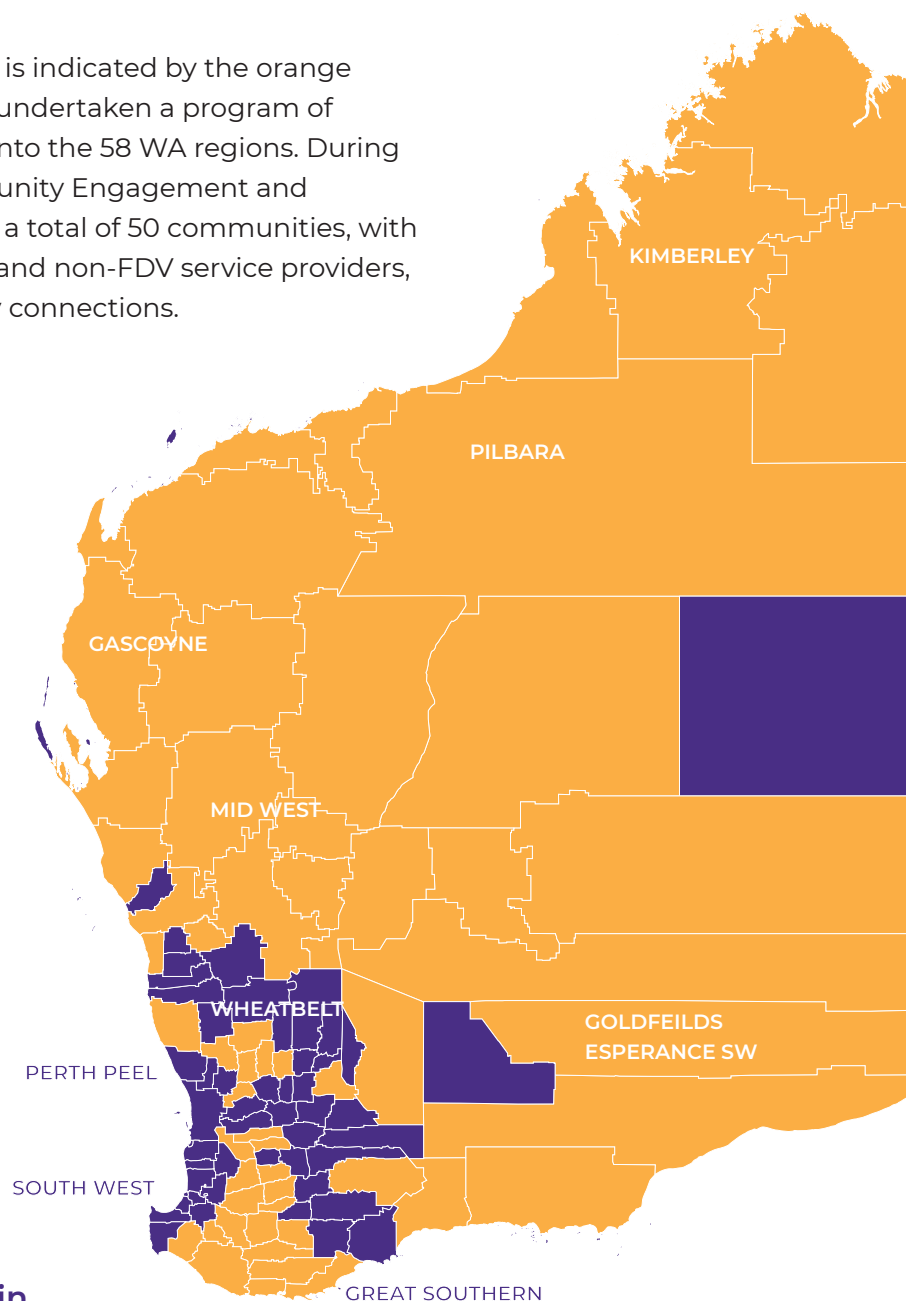 is indicated by the orange
undertaken a program of
nto the 58 WA regions. During
unity Engagement and
a total of 50 communities, with
and non-FDV service providers,
connections.
KIMBERLEY
PILBARA
GASCOYNE
MID WEST
WHEATBELT
GOLDFEILDS
ESPERANCE SW
PERTH PEEL
SOUTH WEST
GREAT SOUTHERN
in